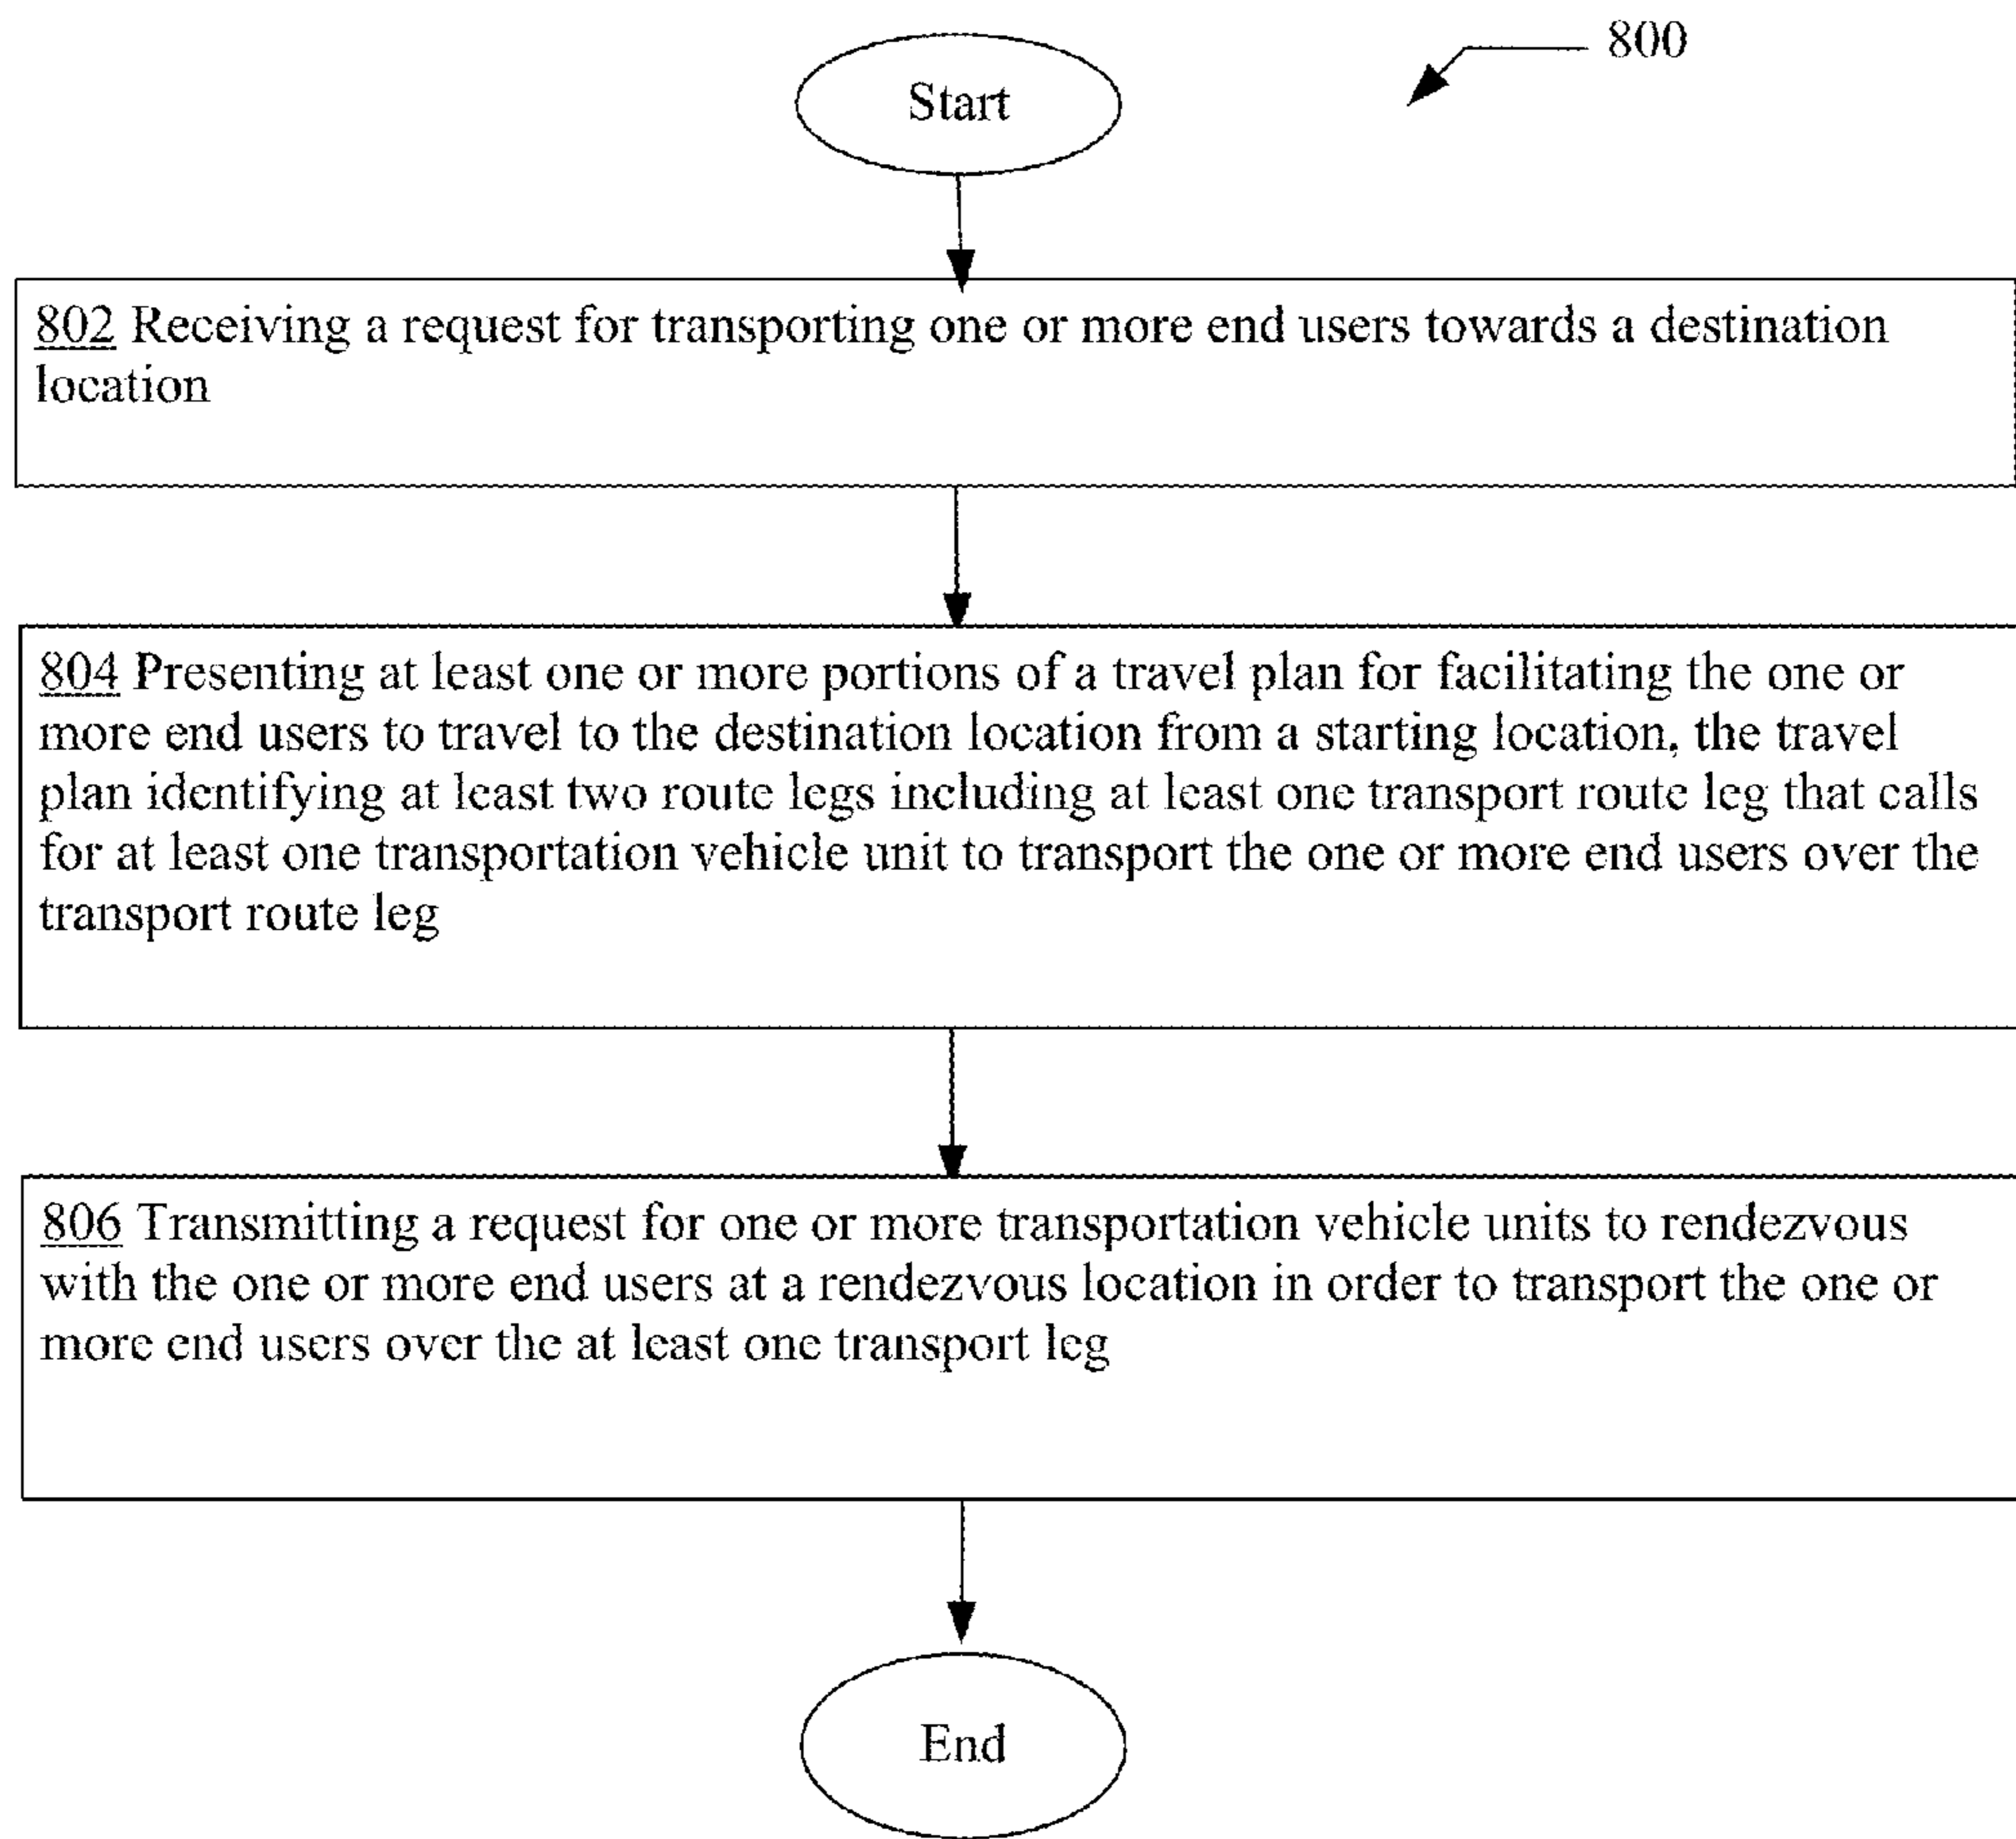 800
Start
802 Receiving a request for transporting one or more end users towards a destination
location
804 Presenting at least one or more portions of a travel plan for facilitating the one or
more end users to travel to the destination location from a starting location, the travel
plan identifying at least two route legs including at least one transport route leg that calls
for at least one transportation vehicle unit to transport the one or more end users over the
transport route leg
806 Transmitting a request for one or more transportation vehicle units to rendezvous
with the one or more end users at a rendezvous location in order to transport the one or
more end users over the at least one transport leg
End